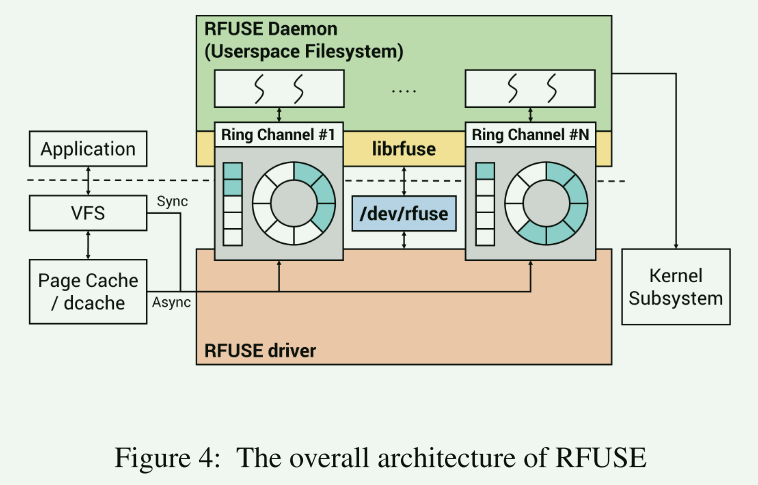 RFUSE Daemon
(Userspace Filesystem)
....
Ring Channel #1
Ring Channel #N
Application
librfuse
VFS
Sync
/dev/rfuse
Page Cache
/ dcache
Async
Kernel
Subsystem
RFUSE driver
Figure 4: The overall architecture of RFUSE